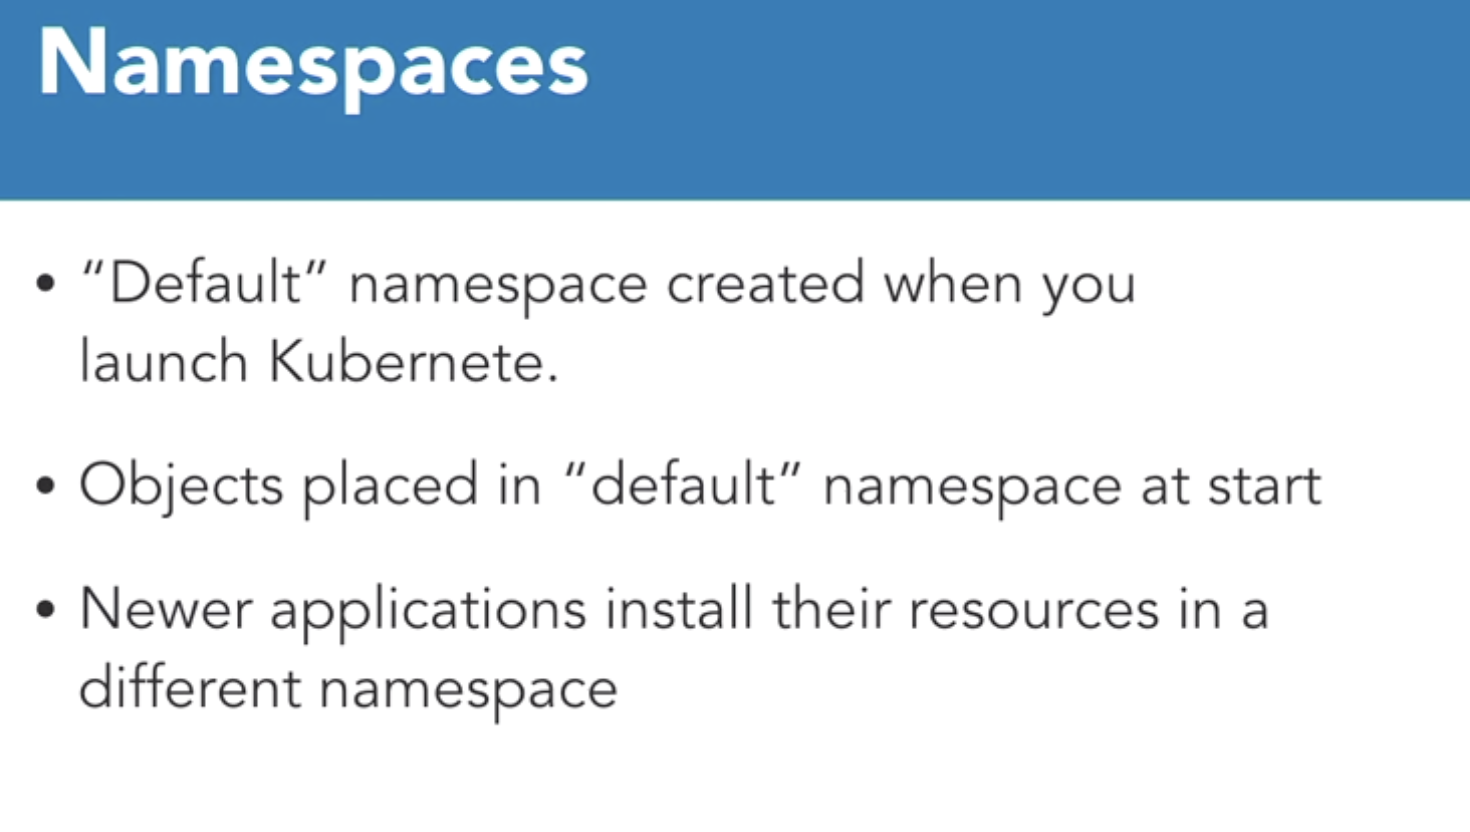 Namespaces
• “Default” namespace created when you
launch Kubernete.
• Objects placed in “default” namespace at start
• Newer applications install their resources in a
different namespace